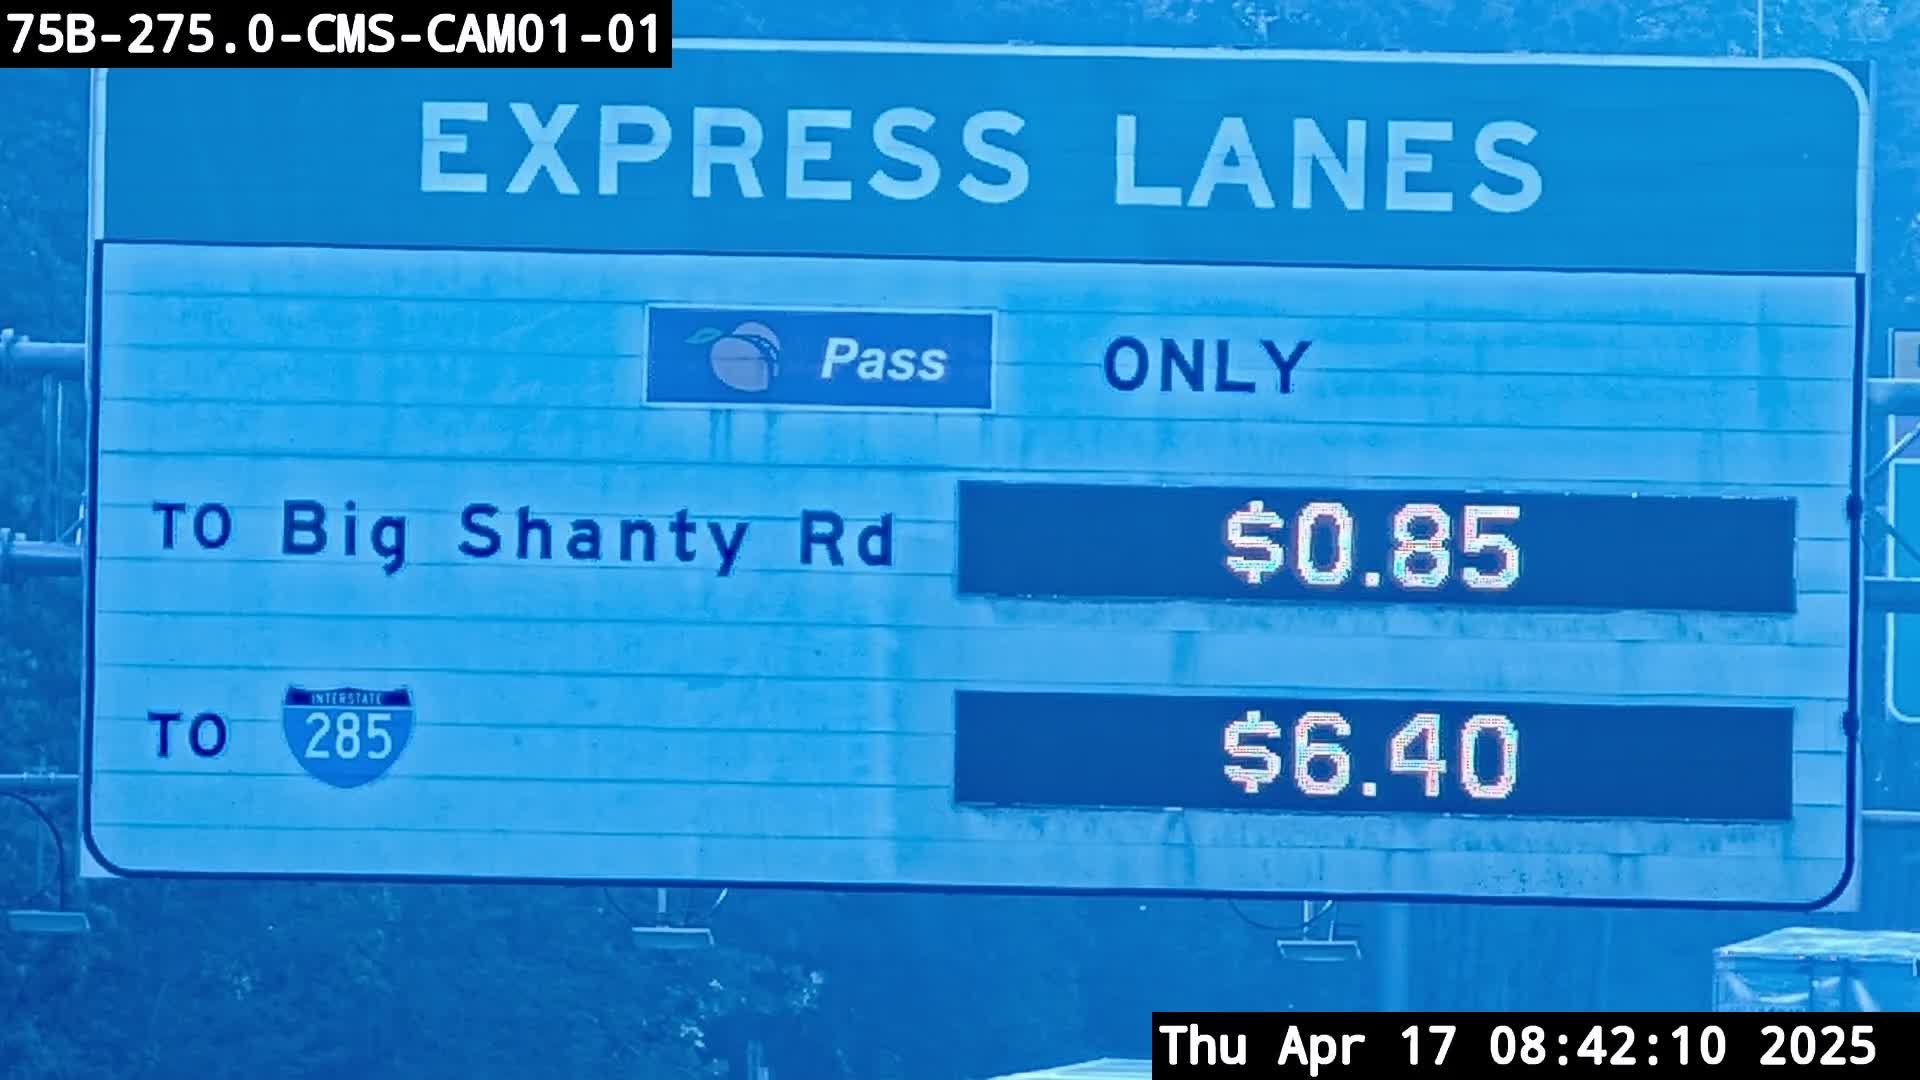 75B-275.0-CMS-CAM01-01
EXPRESS LANES
Pass ONLY
TO Big Shanty Rd $0.85
TO INTERSTATE 285 $6.40
Thu Apr 17 08:42:10 2025